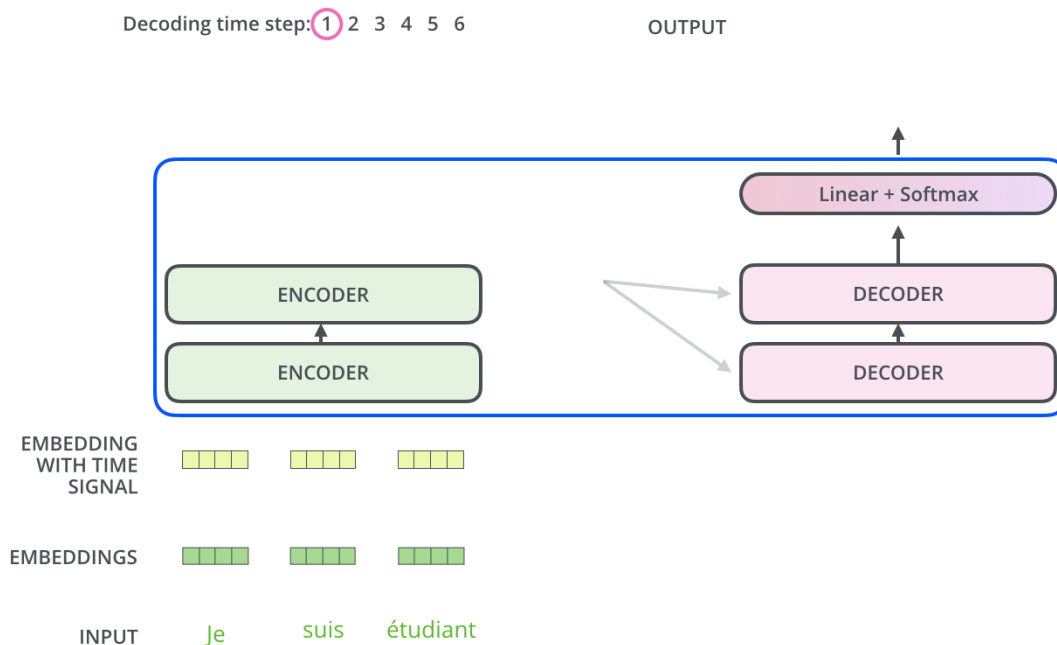 Decoding time step: 1 2 3 4 5 6
OUTPUT
Linear + Softmax
ENCODER
DECODER
ENCODER
DECODER
EMBEDDING
WITH TIME
SIGNAL
EMBEDDINGS
INPUT
Je suis étudiant